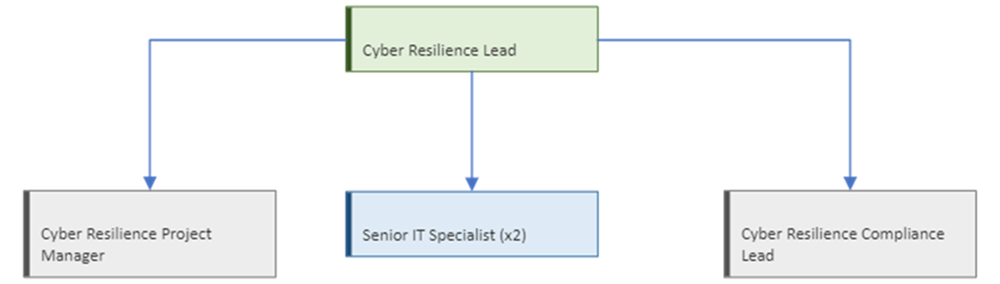 Cyber Resilience Lead
Cyber Resilience Project
Manager
Senior IT Specialist (x2)
Cyber Resilience Compliance
Lead